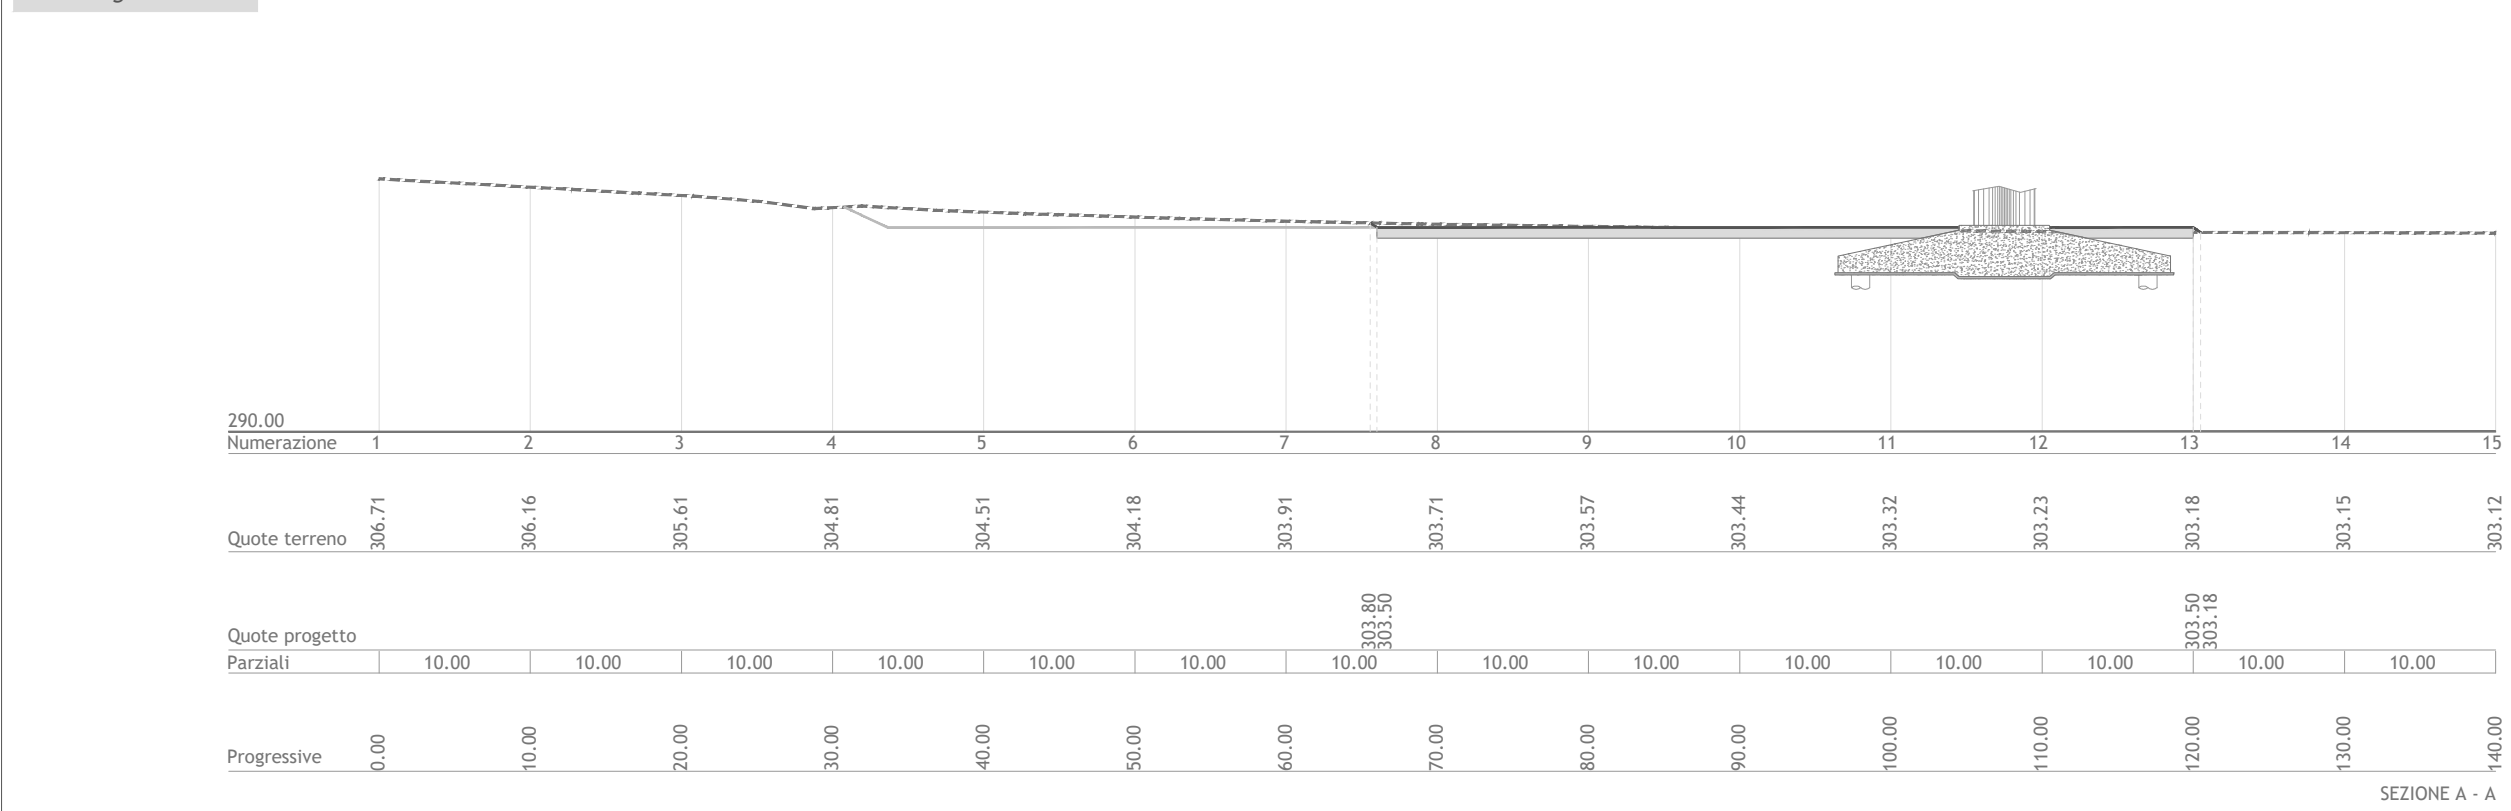 290.00
Numerazione 1 2 3 4 5 6 7 8 9 10 11 12 13 14 15
Quote terreno 306.71 306.16 305.61 304.81 304.51 304.18 303.91 303.71 303.57 303.44 303.32 303.23 303.18 303.15 303.12
Quote progetto 303.80 303.50 303.50 303.18
Parziali 10.00 10.00 10.00 10.00 10.00 10.00 10.00 10.00 10.00 10.00 10.00 10.00 10.00 10.00
Progressive 0.00 10.00 20.00 30.00 40.00 50.00 60.00 70.00 80.00 90.00 100.00 110.00 120.00 130.00 140.00
SEZIONE A - A